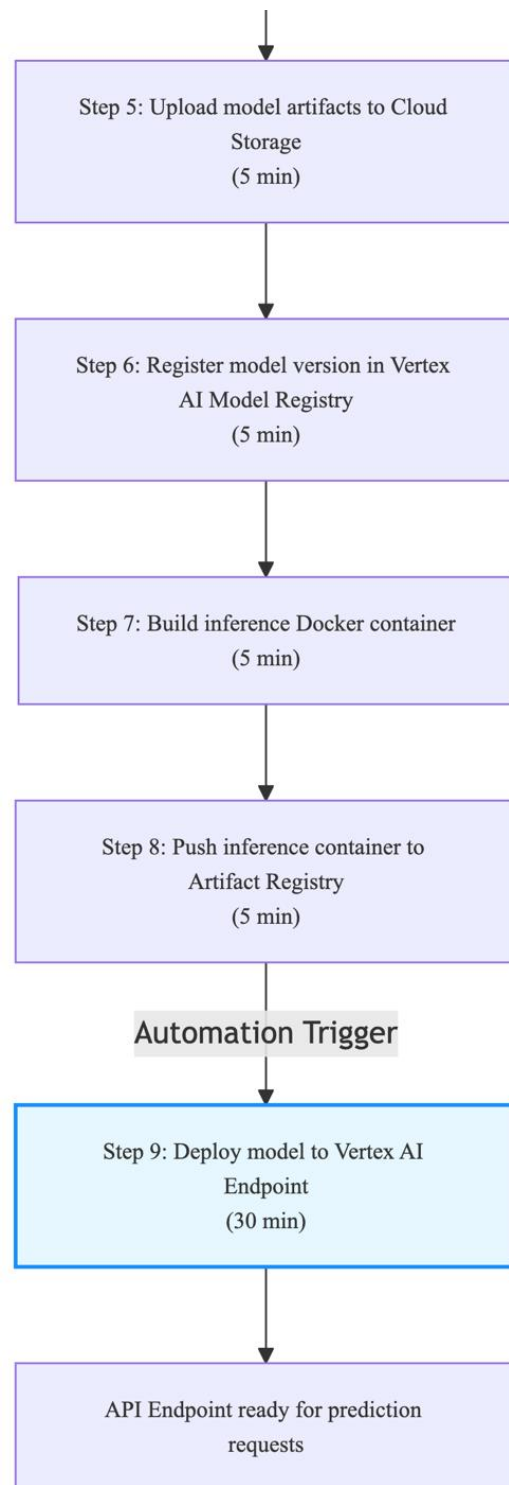 Step 5: Upload model artifacts to Cloud
Storage
(5 min)
Step 6: Register model version in Vertex
AI Model Registry
(5 min)
Step 7: Build inference Docker container
(5 min)
Step 8: Push inference container to
Artifact Registry
(5 min)
Automation Trigger
Step 9: Deploy model to Vertex AI
Endpoint
(30 min)
API Endpoint ready for prediction
requests